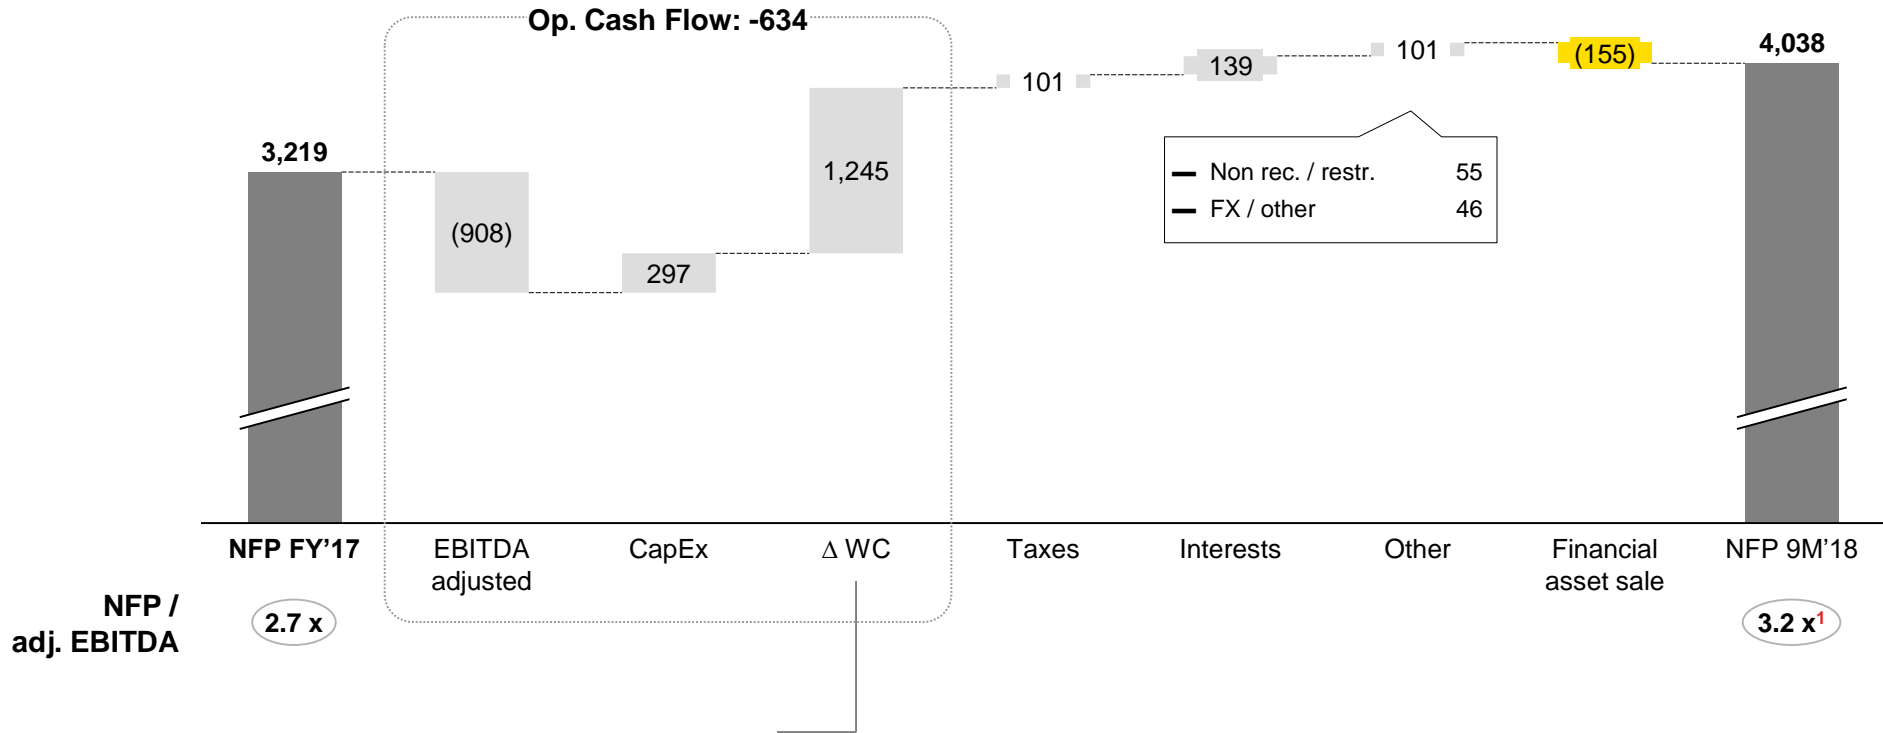 Op. Cash Flow: -634
3,219
(908)
297
1,245
101
139
101
(155)
4,038
Non rec. / restr. 55
FX / other 46
NFP FY’17
EBITDA
adjusted
CapEx
Δ WC
Taxes
Interests
Other
Financial
asset sale
NFP 9M’18
NFP /
adj. EBITDA
2.7 x
3.2 x¹